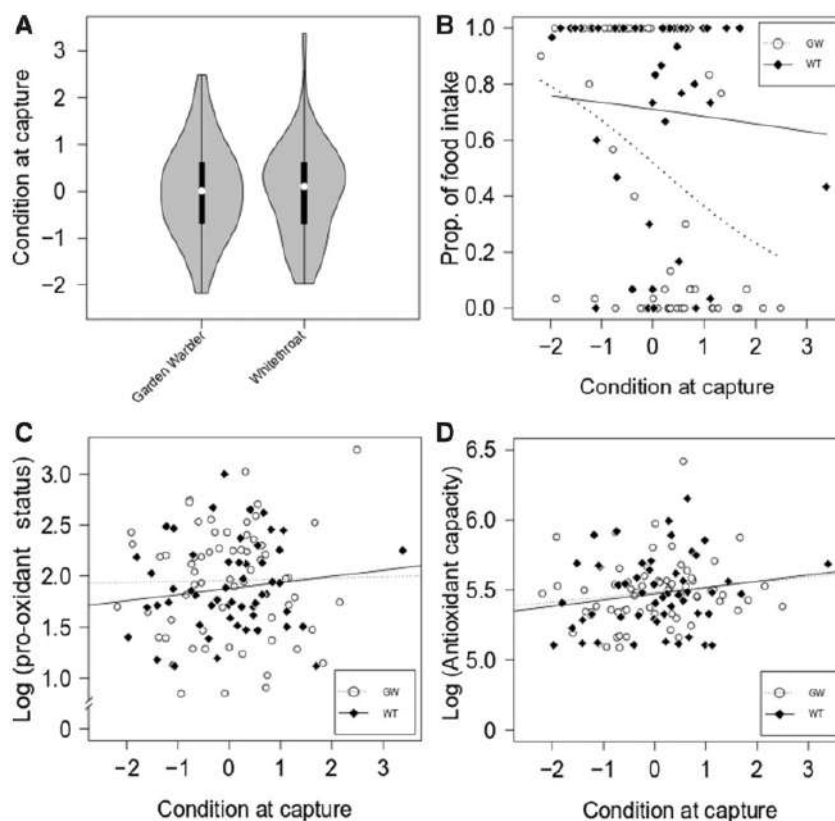 A
Condition at capture
3
2
1
0
−1
−2
Garden Warbler
Whitethroat
B
Prop. of food intake
1.0
0.8
0.6
0.4
0.2
0.0
GW
WT
−2 −1 0 1 2 3
Condition at capture
C
Log (pro-oxidant status)
3.0
2.5
2.0
1.5
1.0
0
GW
WT
−2 −1 0 1 2 3
Condition at capture
D
Log (Antioxidant capacity)
6.5
6.0
5.5
5.0
0
GW
WT
−2 −1 0 1 2 3
Condition at capture